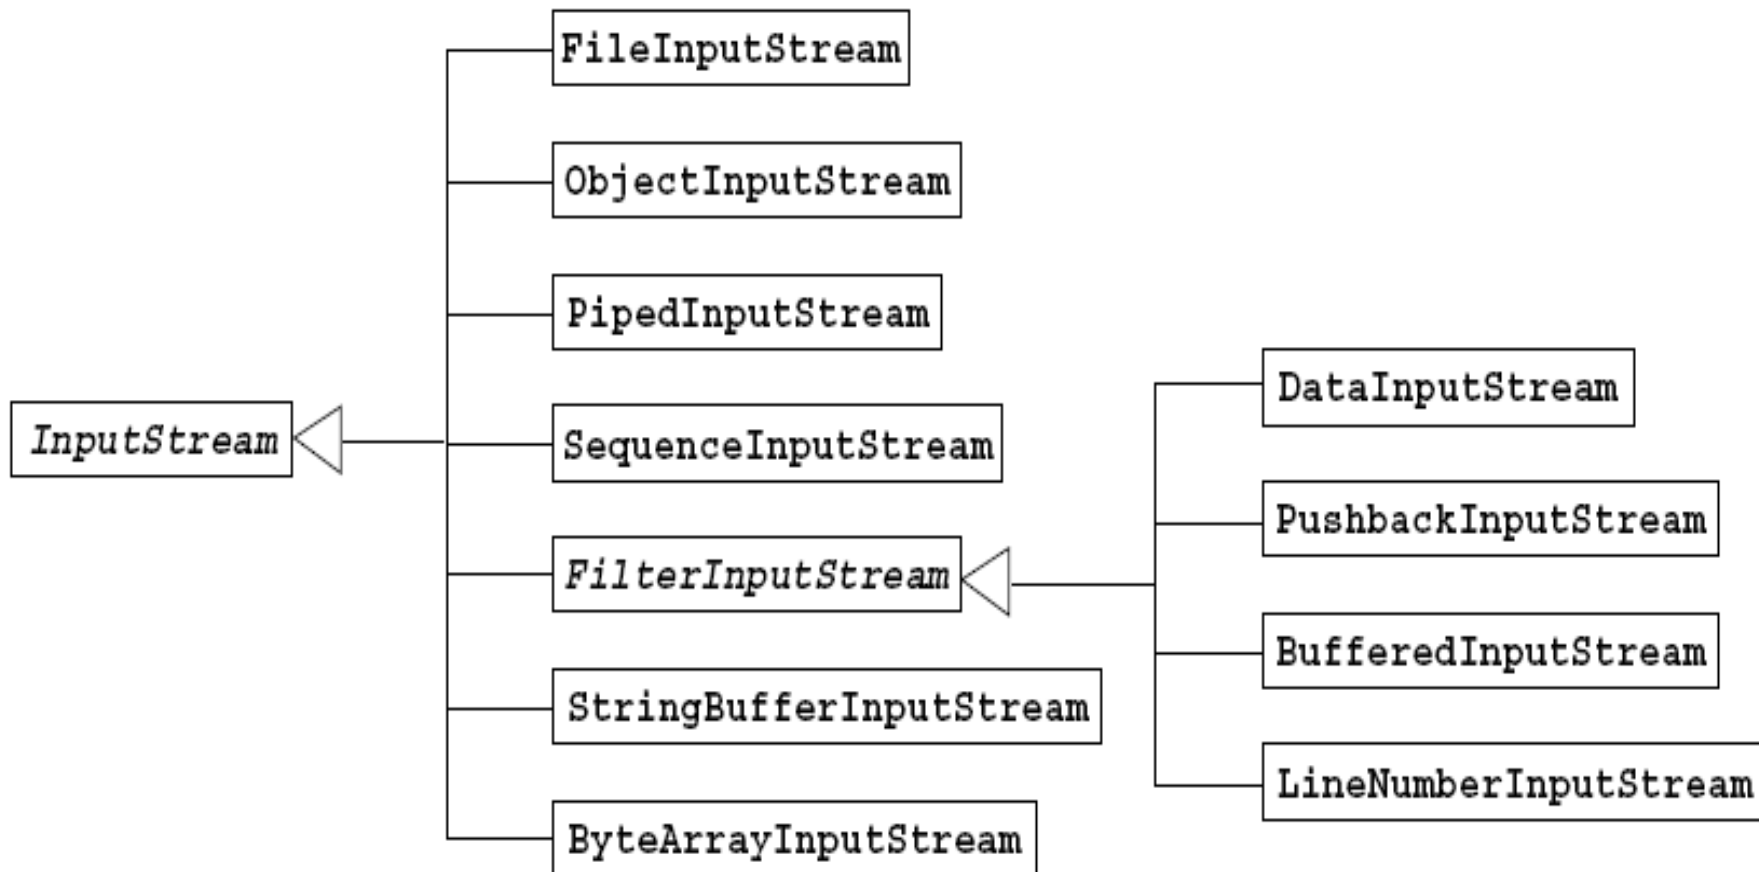 FileInputStream
ObjectInputStream
PipedInputStream
InputStream
SequenceInputStream
FilterInputStream
StringBufferInputStream
ByteArrayInputStream
DataInputStream
PushbackInputStream
BufferedInputStream
LineNumberInputStream